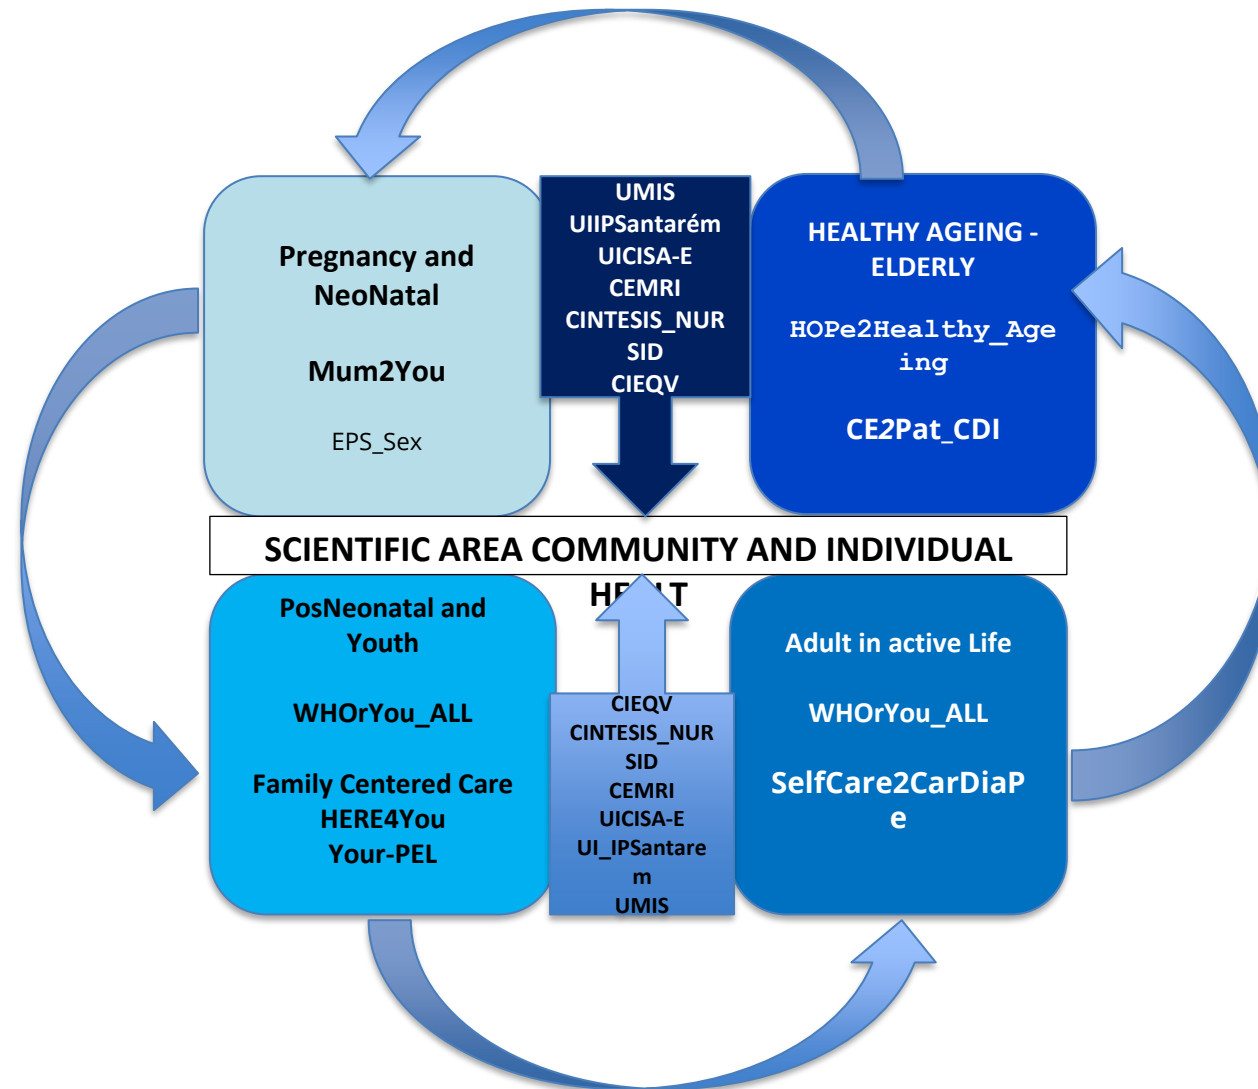 Pregnancy and
NeoNatal
Mum2You
EPS_Sex
UMIS
UIIPSantarém
UICISA-E
CEMRI
CINTESIS_NUR
SID
CIEQV
HEALTHY AGEING -
ELDERLY
HOPe2Healthy_Age
ing
CE2Pat_CDI
SCIENTIFIC AREA COMMUNITY AND INDIVIDUAL
PosNeonatal and
Youth
WHOrYou_ALL
Family Centered Care
HERE4You
Your-PEL
CIEQV
CINTESIS_NUR
SID
CEMRI
UICISA-E
UI_IPSantare
m
UMIS
Adult in active Life
WHOrYou_ALL
SelfCare2CarDiaP
e